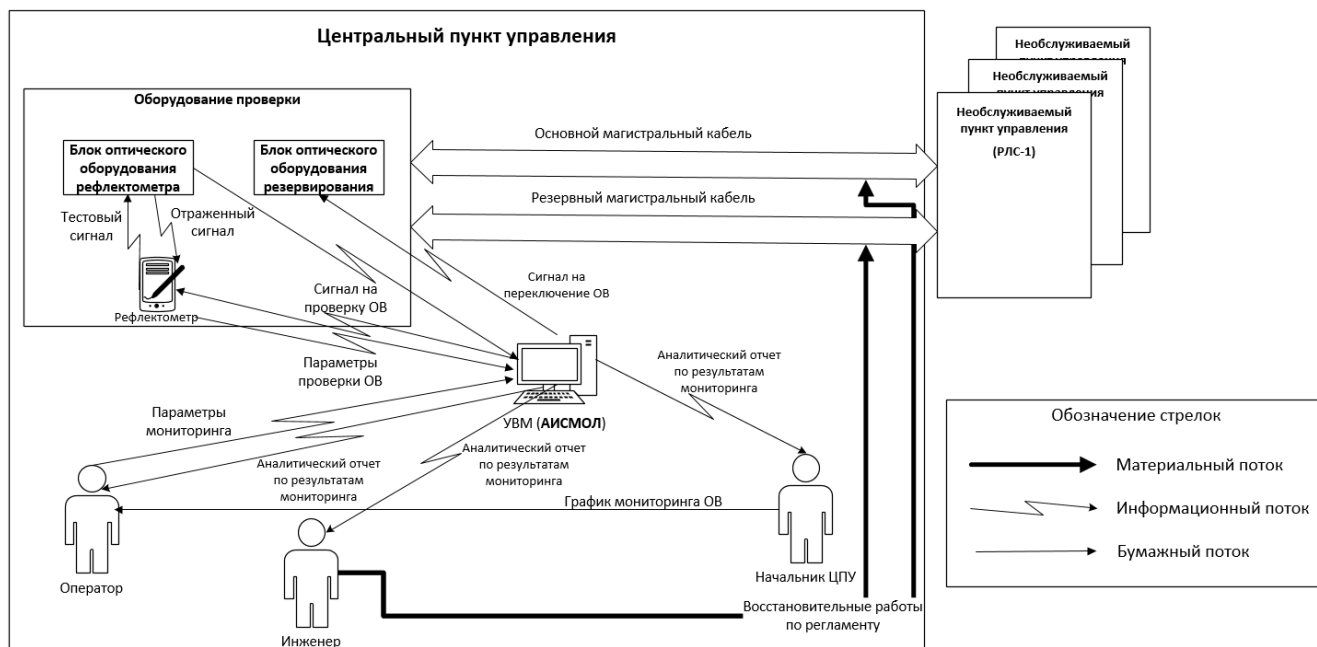 Центральный пункт управления
Оборудование проверки
Блок оптического
оборудования
рефлектометра
Блок оптического
оборудования
резервирования
Тестовый
сигнал
Отраженный
сигнал
Рефлектометр
Сигнал на
проверку ОВ
Параметры
проверки ОВ
Основной магистральный кабель
Резервный магистральный кабель
Сигнал на
переключение ОВ
Необслуживаемый
пункт управления
Необслуживаемый
пункт управления
Необслуживаемый
пункт управления
(РЛС-1)
УВМ (АИСМОЛ)
Аналитический отчет
по результатам
мониторинга
Параметры
мониторинга
Аналитический отчет
по результатам
мониторинга
Аналитический отчет
по результатам
мониторинга
График мониторинга ОВ
Оператор
Инженер
Начальник ЦПУ
Восстановительные работы
по регламенту
Обозначение стрелок
Материальный поток
Информационный поток
Бумажный поток